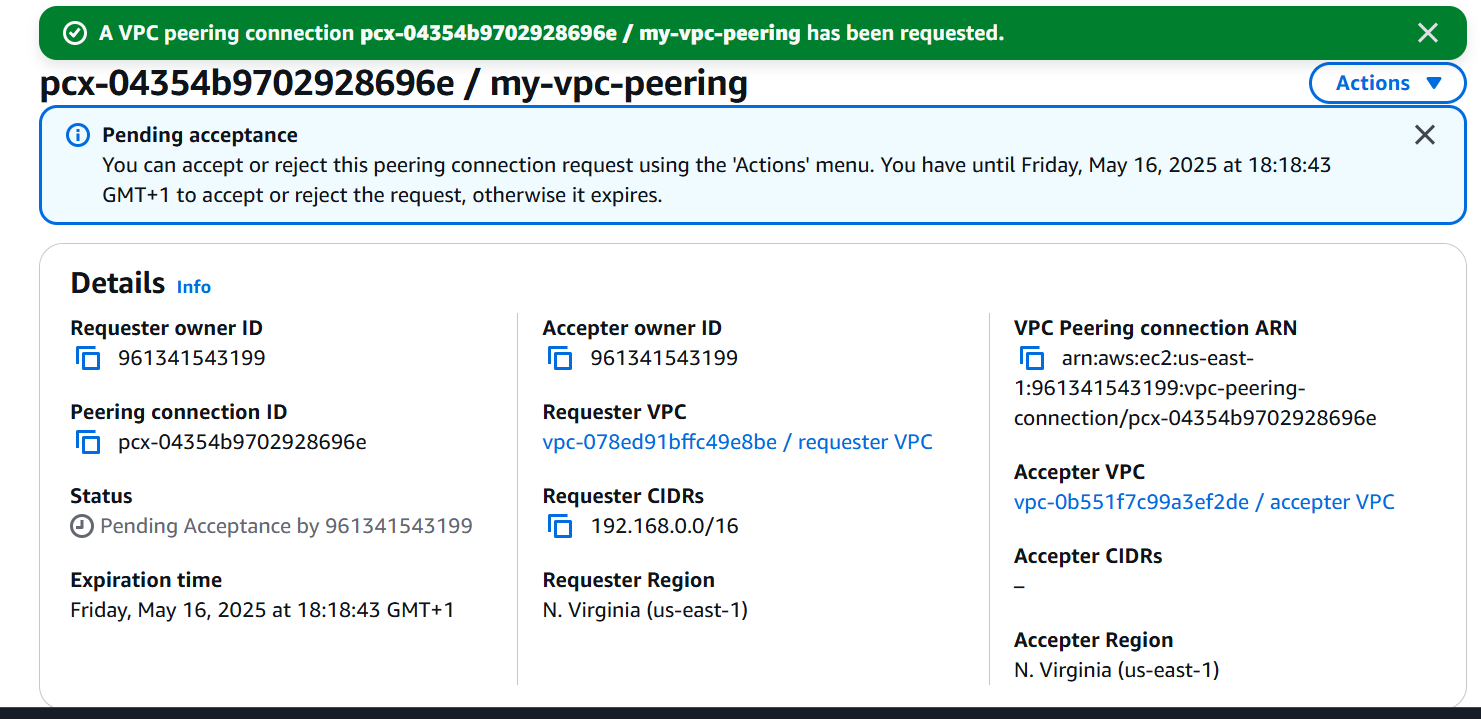 A VPC peering connection pcx-04354b9702928696e / my-vpc-peering has been requested.
pcx-04354b9702928696e / my-vpc-peering
Actions
Pending acceptance
You can accept or reject this peering connection request using the 'Actions' menu. You have until Friday, May 16, 2025 at 18:18:43
GMT+1 to accept or reject the request, otherwise it expires.
Details Info
Requester owner ID
961341543199
Peering connection ID
pcx-04354b9702928696e
Status
Pending Acceptance by 961341543199
Expiration time
Friday, May 16, 2025 at 18:18:43 GMT+1
Accepter owner ID
961341543199
Requester VPC
vpc-078ed91bffc49e8be / requester VPC
Requester CIDRs
192.168.0.0/16
Requester Region
N. Virginia (us-east-1)
VPC Peering connection ARN
arn:aws:ec2:us-east-
1:961341543199:vpc-peering-
connection/pcx-04354b9702928696e
Accepter VPC
vpc-0b551f7c99a3ef2de / accepter VPC
Accepter CIDRs
–
Accepter Region
N. Virginia (us-east-1)